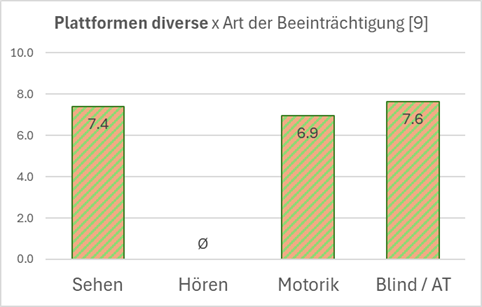 Plattformen diverse x Art der Beeinträchtigung [9]
10.0
8.0
6.0
4.0
2.0
0.0
7.4
Ø
6.9
7.6
Sehen
Hören
Motorik
Blind / AT